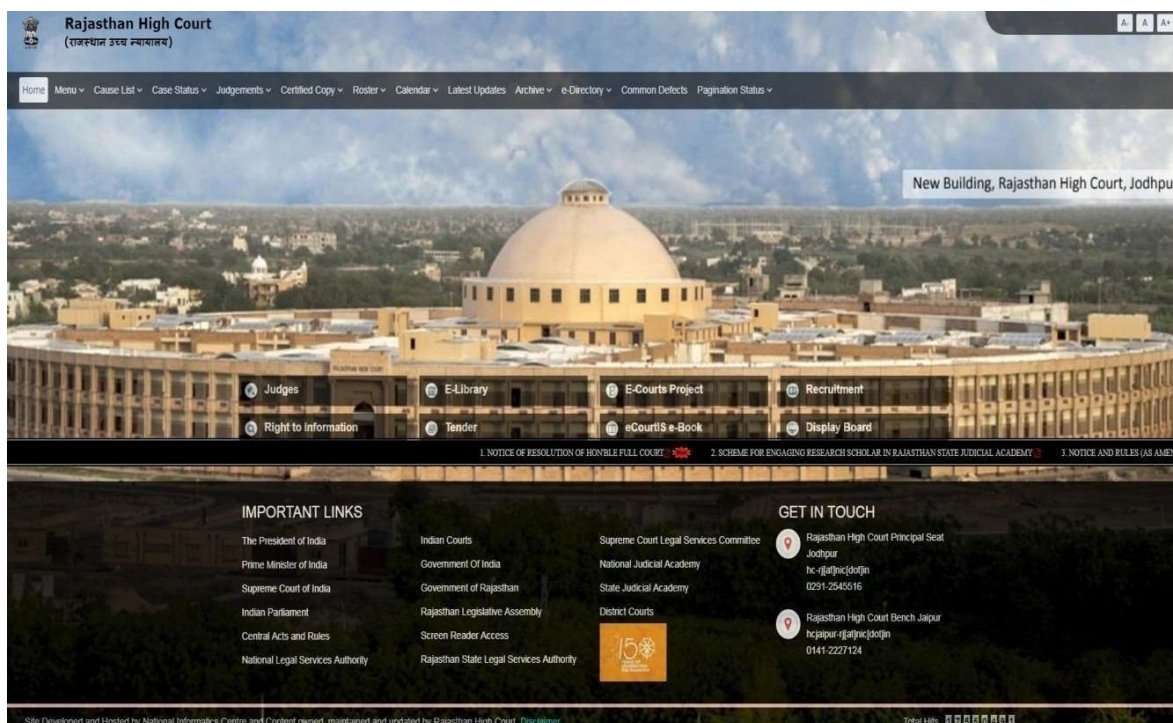 Rajasthan High Court
(राजस्थान उच्च न्यायालय)
A- A A+
Home Menu Cause List Case Status Judgements Certified Copy Roster Calendar Latest Updates Archive e-Directory Common Defects Pagination Status
New Building, Rajasthan High Court, Jodhpu
RAJASTHAN HIGH COURT
Judges E-Library E-Courts Project Recruitment
Right to Information Tender eCourtIS e-Book Display Board
1. NOTICE OF RESOLUTION OF HON'BLE FULL COURT 2. SCHEME FOR ENGAGING RESEARCH SCHOLAR IN RAJASTHAN STATE JUDICIAL ACADEMY 3. NOTICE AND RULES (AS AMEN
IMPORTANT LINKS
The President of India
Prime Minister of India
Supreme Court of India
Indian Parliament
Central Acts and Rules
National Legal Services Authority
Indian Courts
Government Of India
Government of Rajasthan
Rajasthan Legislative Assembly
Screen Reader Access
Rajasthan State Legal Services Authority
Supreme Court Legal Services Committee
National Judicial Academy
State Judicial Academy
District Courts
150
YEARS OF
CELEBRATING
THE MAHATMA
GET IN TOUCH
Rajasthan High Court Principal Seat
Jodhpur
hc-rj[at]nic[dot]in
0291-2545516
Rajasthan High Court Bench Jaipur
hcjaipur-rj[at]nic[dot]in
0141-2227124
Site Developed and Hosted by National Informatics Centre and Content owned, maintained and updated by Rajasthan High Court. Disclaimer
Total Hits